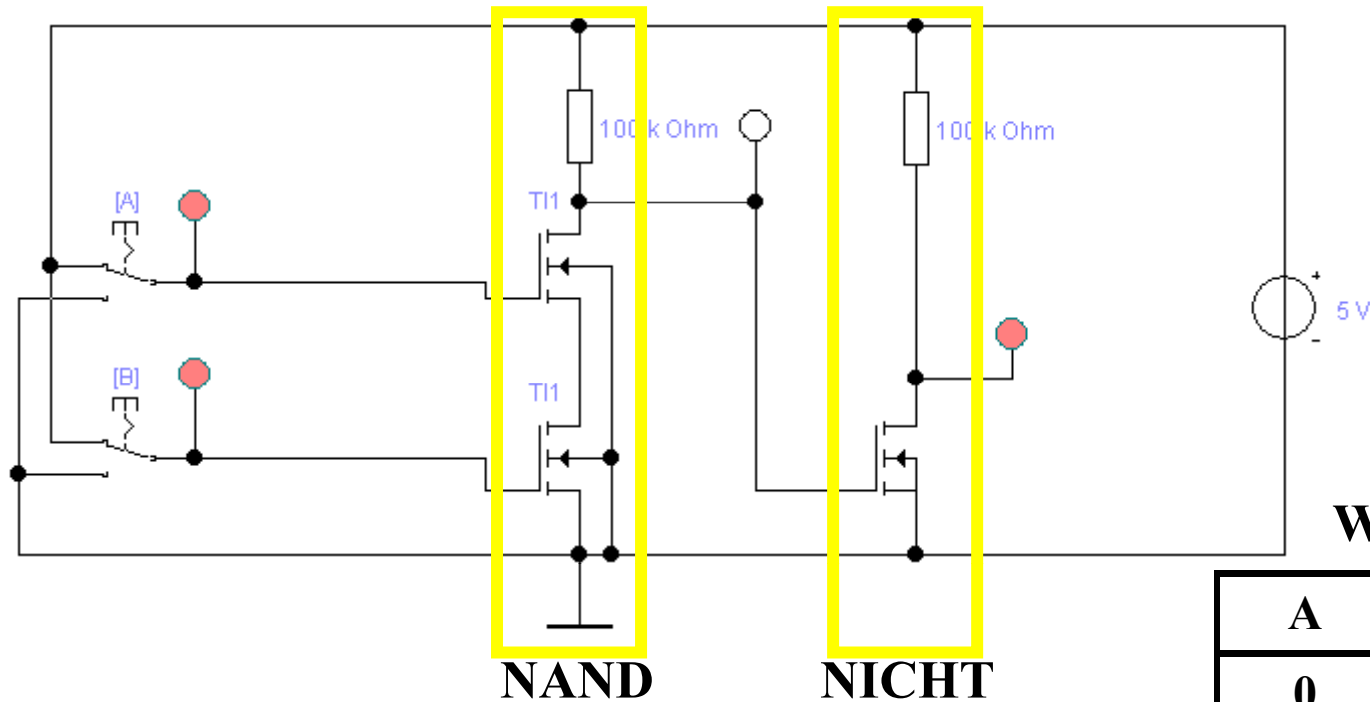 100 k Ohm
100 k Ohm
[A]
TI1
+
5 V
-
[B]
TI1
W
A
0
NAND
NICHT